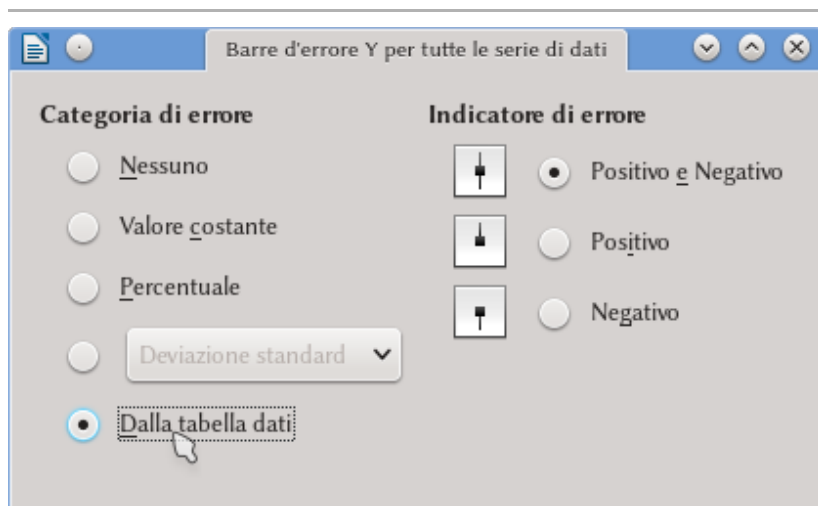 Barre d'errore Y per tutte le serie di dati
Categoria di errore
Nessuno
Valore costante
Percentuale
Deviazione standard
Dalla tabella dati
Indicatore di errore
Positivo e Negativo
Positivo
Negativo